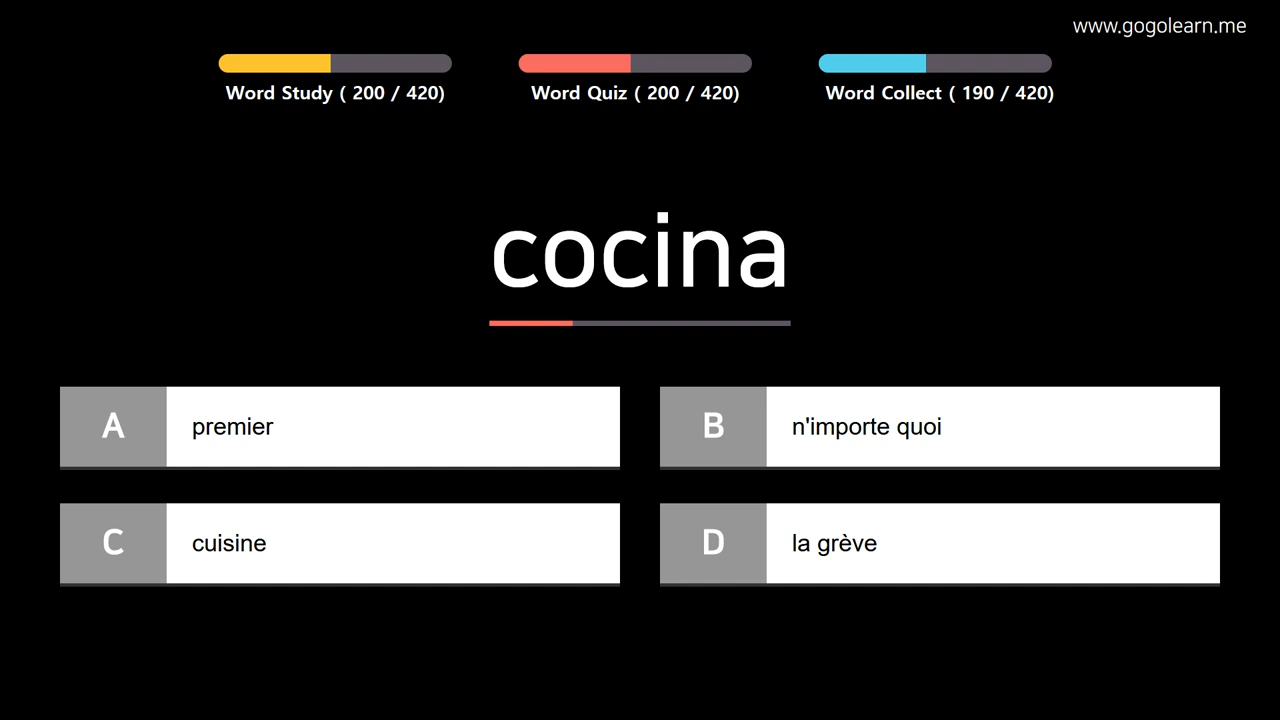 www.gogolearn.me
Word Study ( 200 / 420)
Word Quiz ( 200 / 420)
Word Collect ( 190 / 420)
cocina
A premier
B n'importe quoi
C cuisine
D la grève